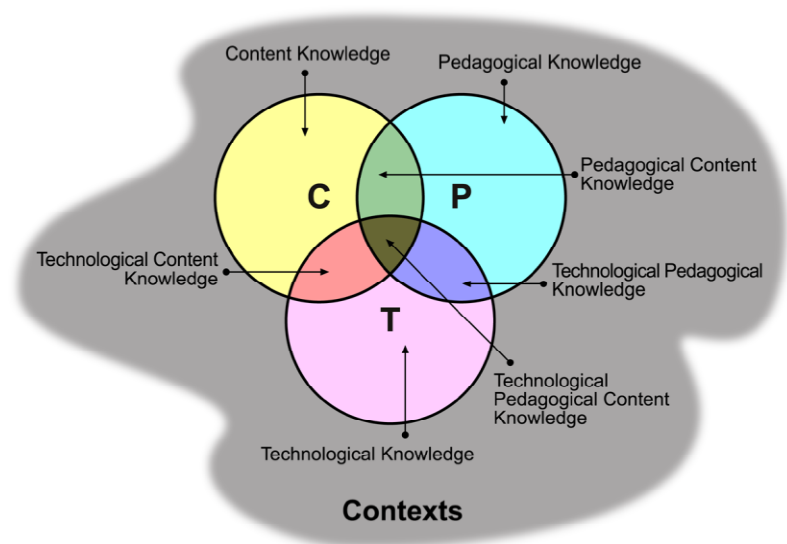 Content Knowledge
Pedagogical Knowledge
Pedagogical Content
Knowledge
C
P
Technological Content
Knowledge
Technological Pedagogical
Knowledge
T
Technological
Pedagogical Content
Knowledge
Technological Knowledge
Contexts